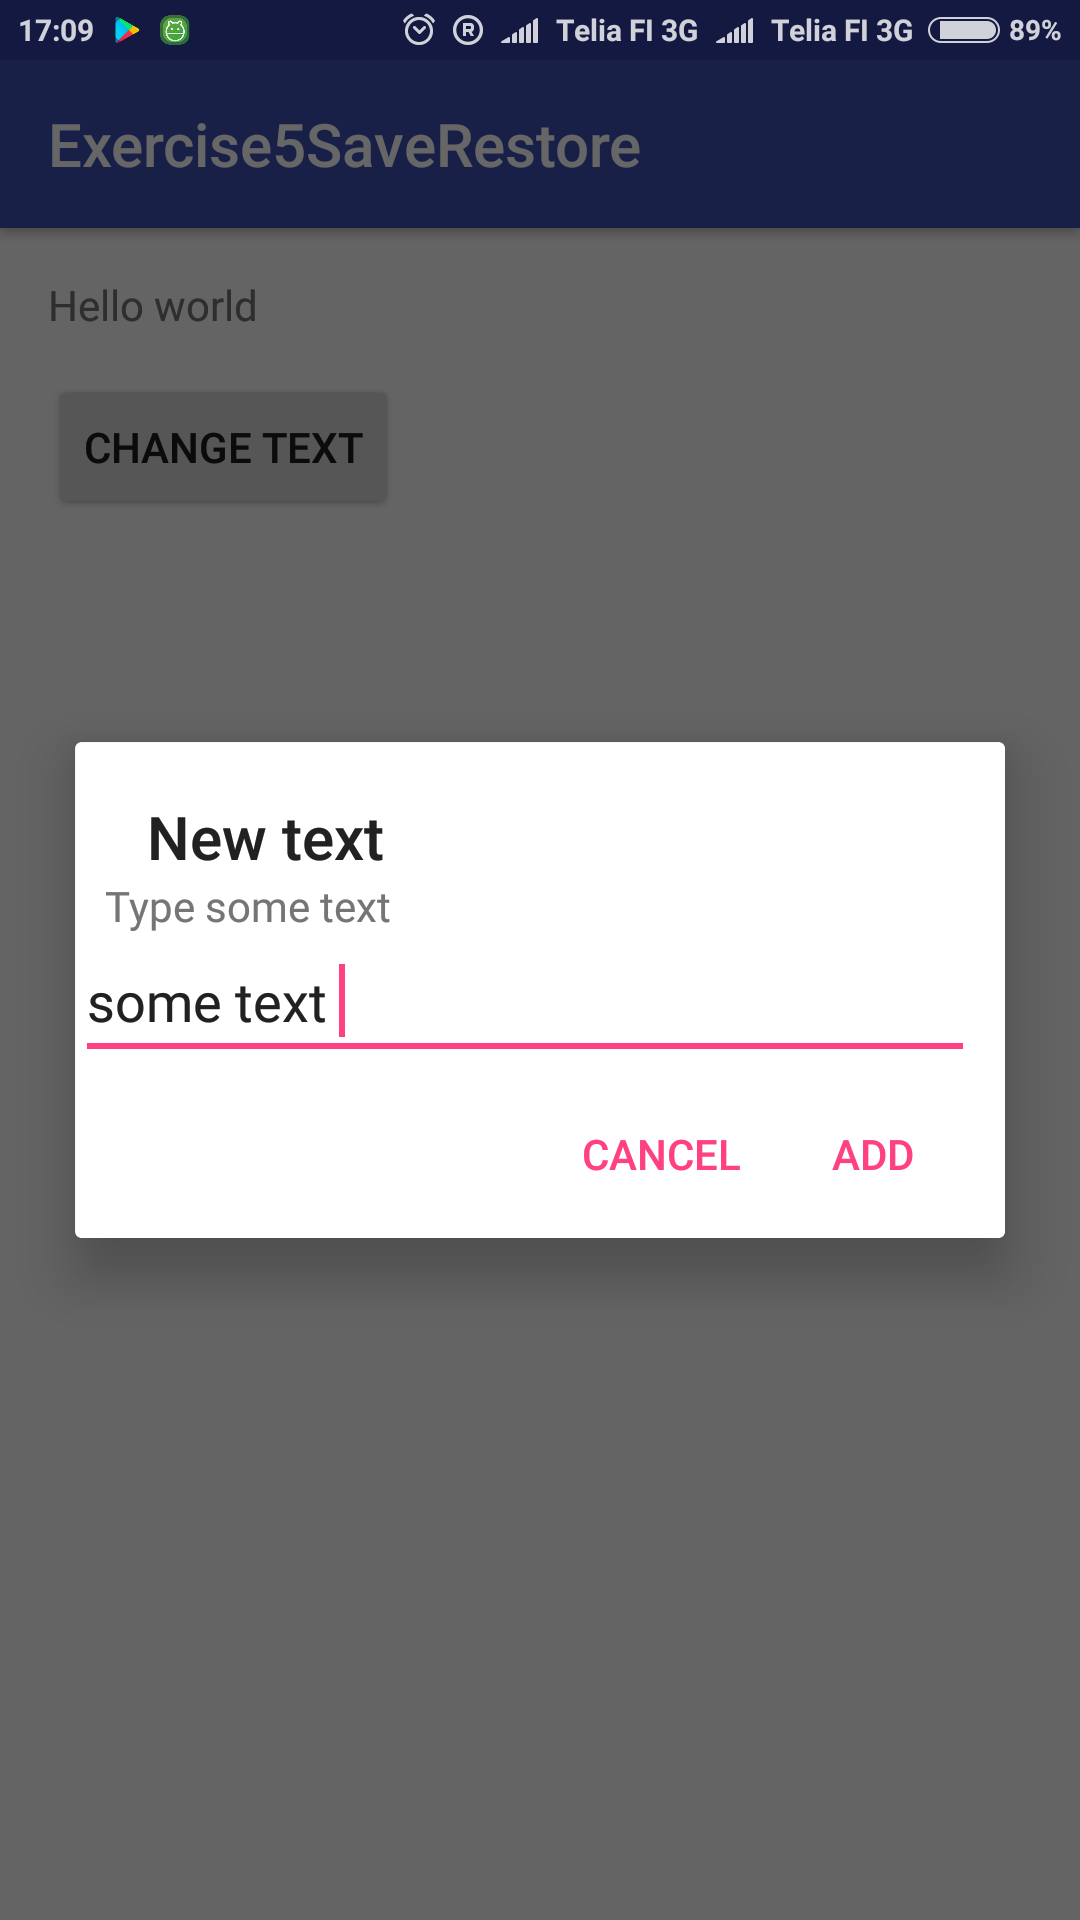 17:09 Telia FI 3G Telia FI 3G 89%
Exercise5SaveRestore
Hello world
CHANGE TEXT
New text
Type some text
some text
CANCEL ADD